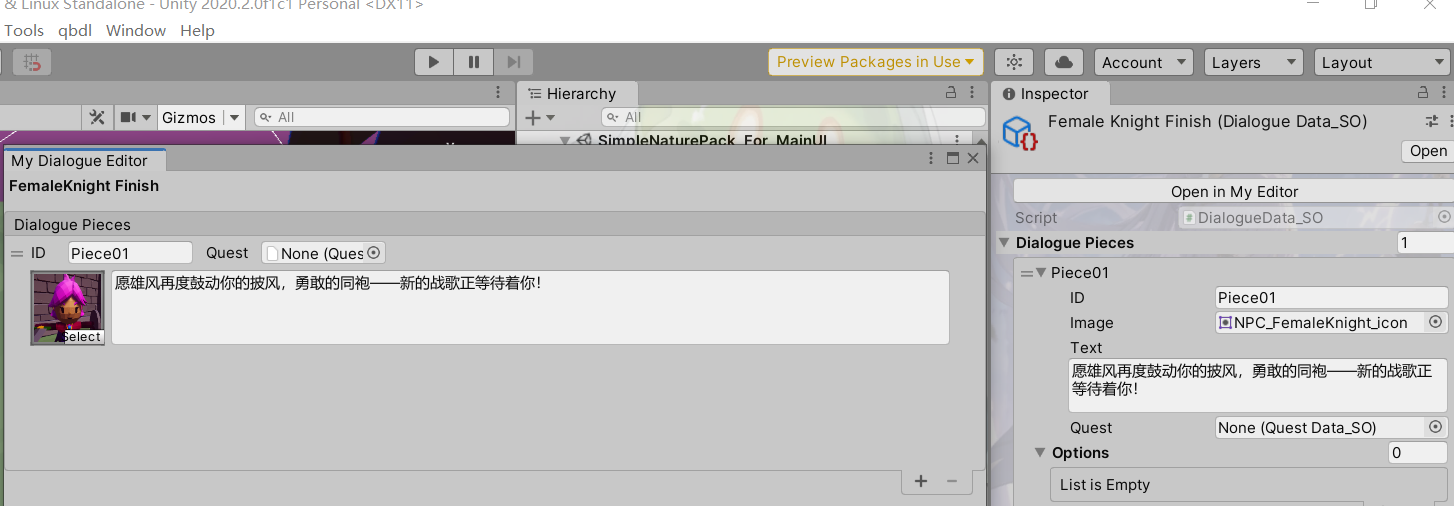 & Linux Standalone - Unity 2020.2.0f1c1 Personal <DX11>
Tools qbdl Window Help
Preview Packages in Use
Account
Layers
Layout
Gizmos
All
Hierarchy
All
SimpleNaturePack_For_MainUI
My Dialogue Editor
FemaleKnight Finish
Dialogue Pieces
ID Piece01 Quest None (Ques
Select
愿雄风再度鼓动你的披风，勇敢的同袍——新的战歌正等待着你！
Inspector
Female Knight Finish (Dialogue Data_SO)
Open
Open in My Editor
Script # DialogueData_SO
Dialogue Pieces 1
Piece01
ID Piece01
Image NPC_FemaleKnight_icon
Text
愿雄风再度鼓动你的披风，勇敢的同袍——新的战歌正
等待着你！
Quest None (Quest Data_SO)
Options 0
List is Empty